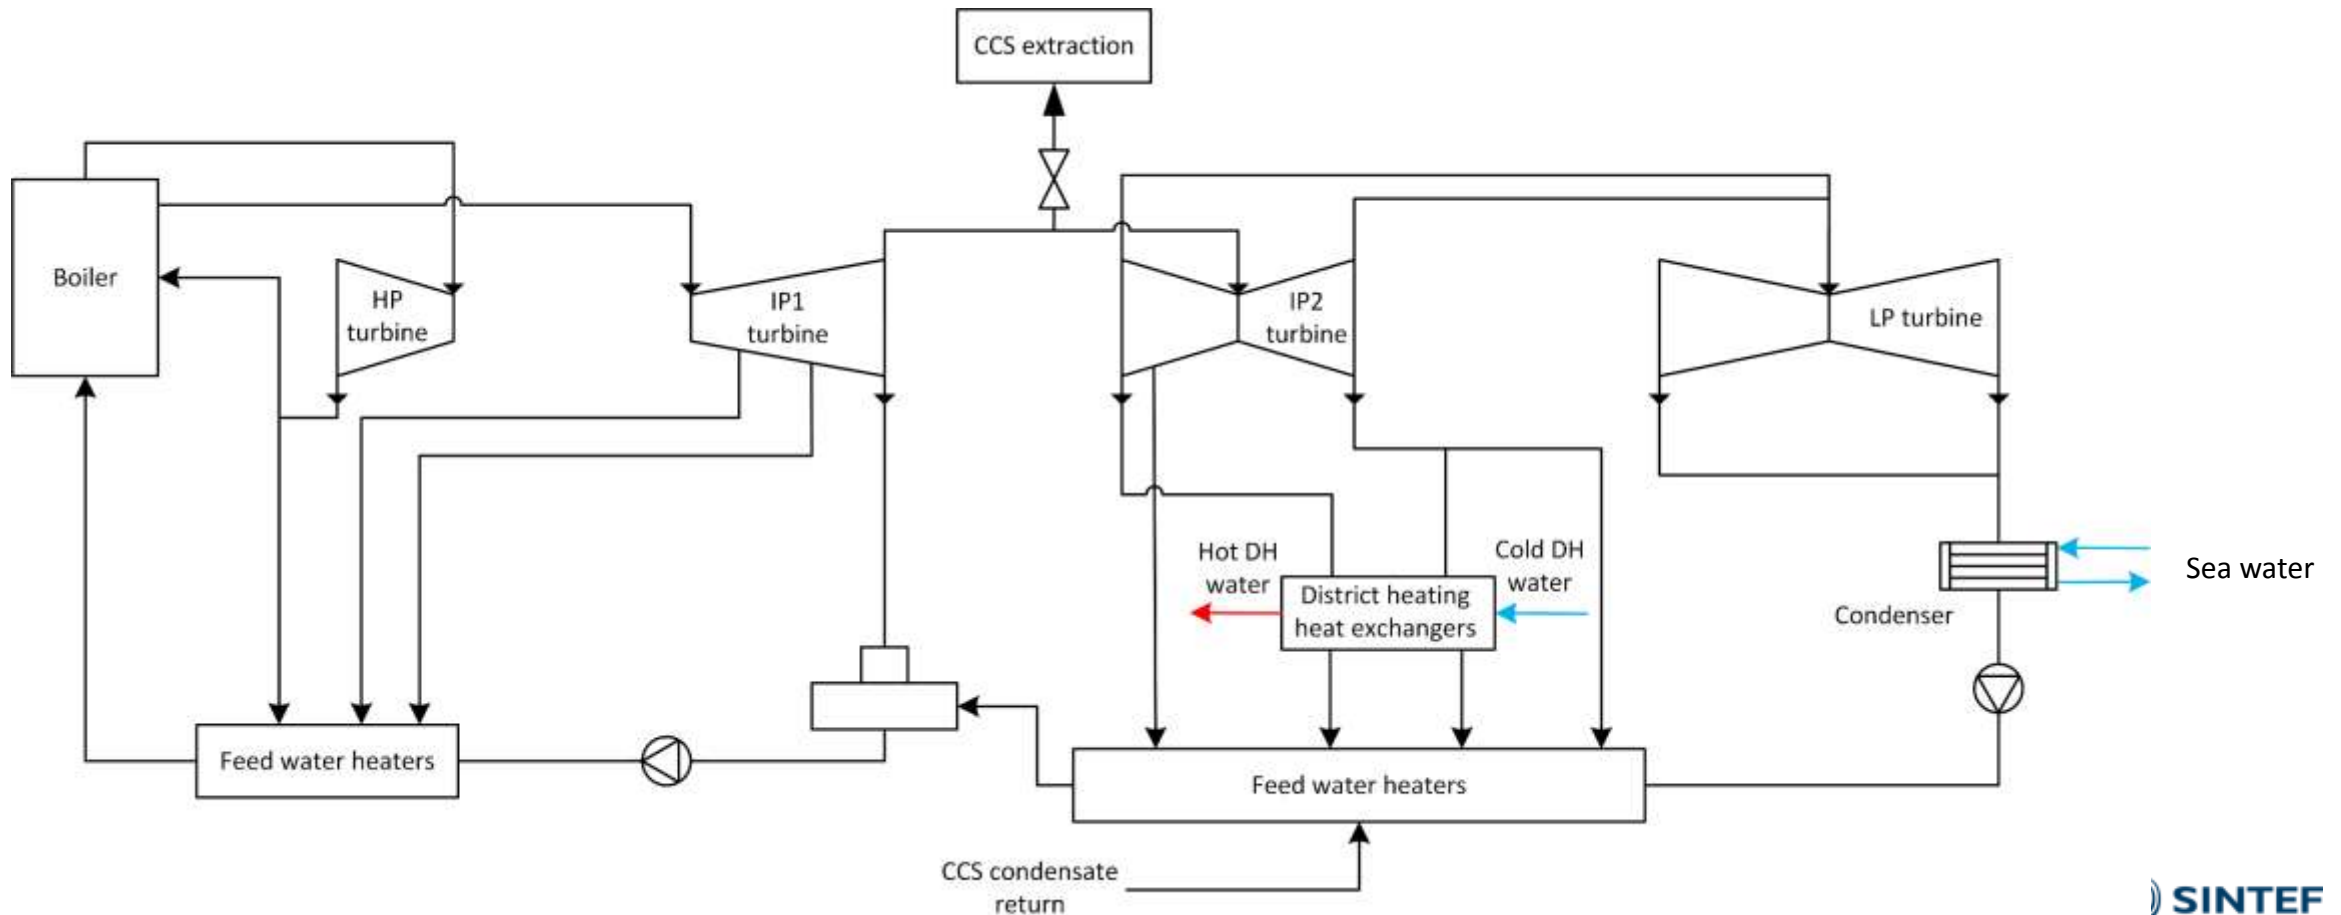 CCS extraction
Boiler
HP
turbine
IP1
turbine
IP2
turbine
LP turbine
Hot DH
water
Cold DH
water
Sea water
District heating
heat exchangers
Condenser
Feed water heaters
Feed water heaters
CCS condensate
return
SINTEF